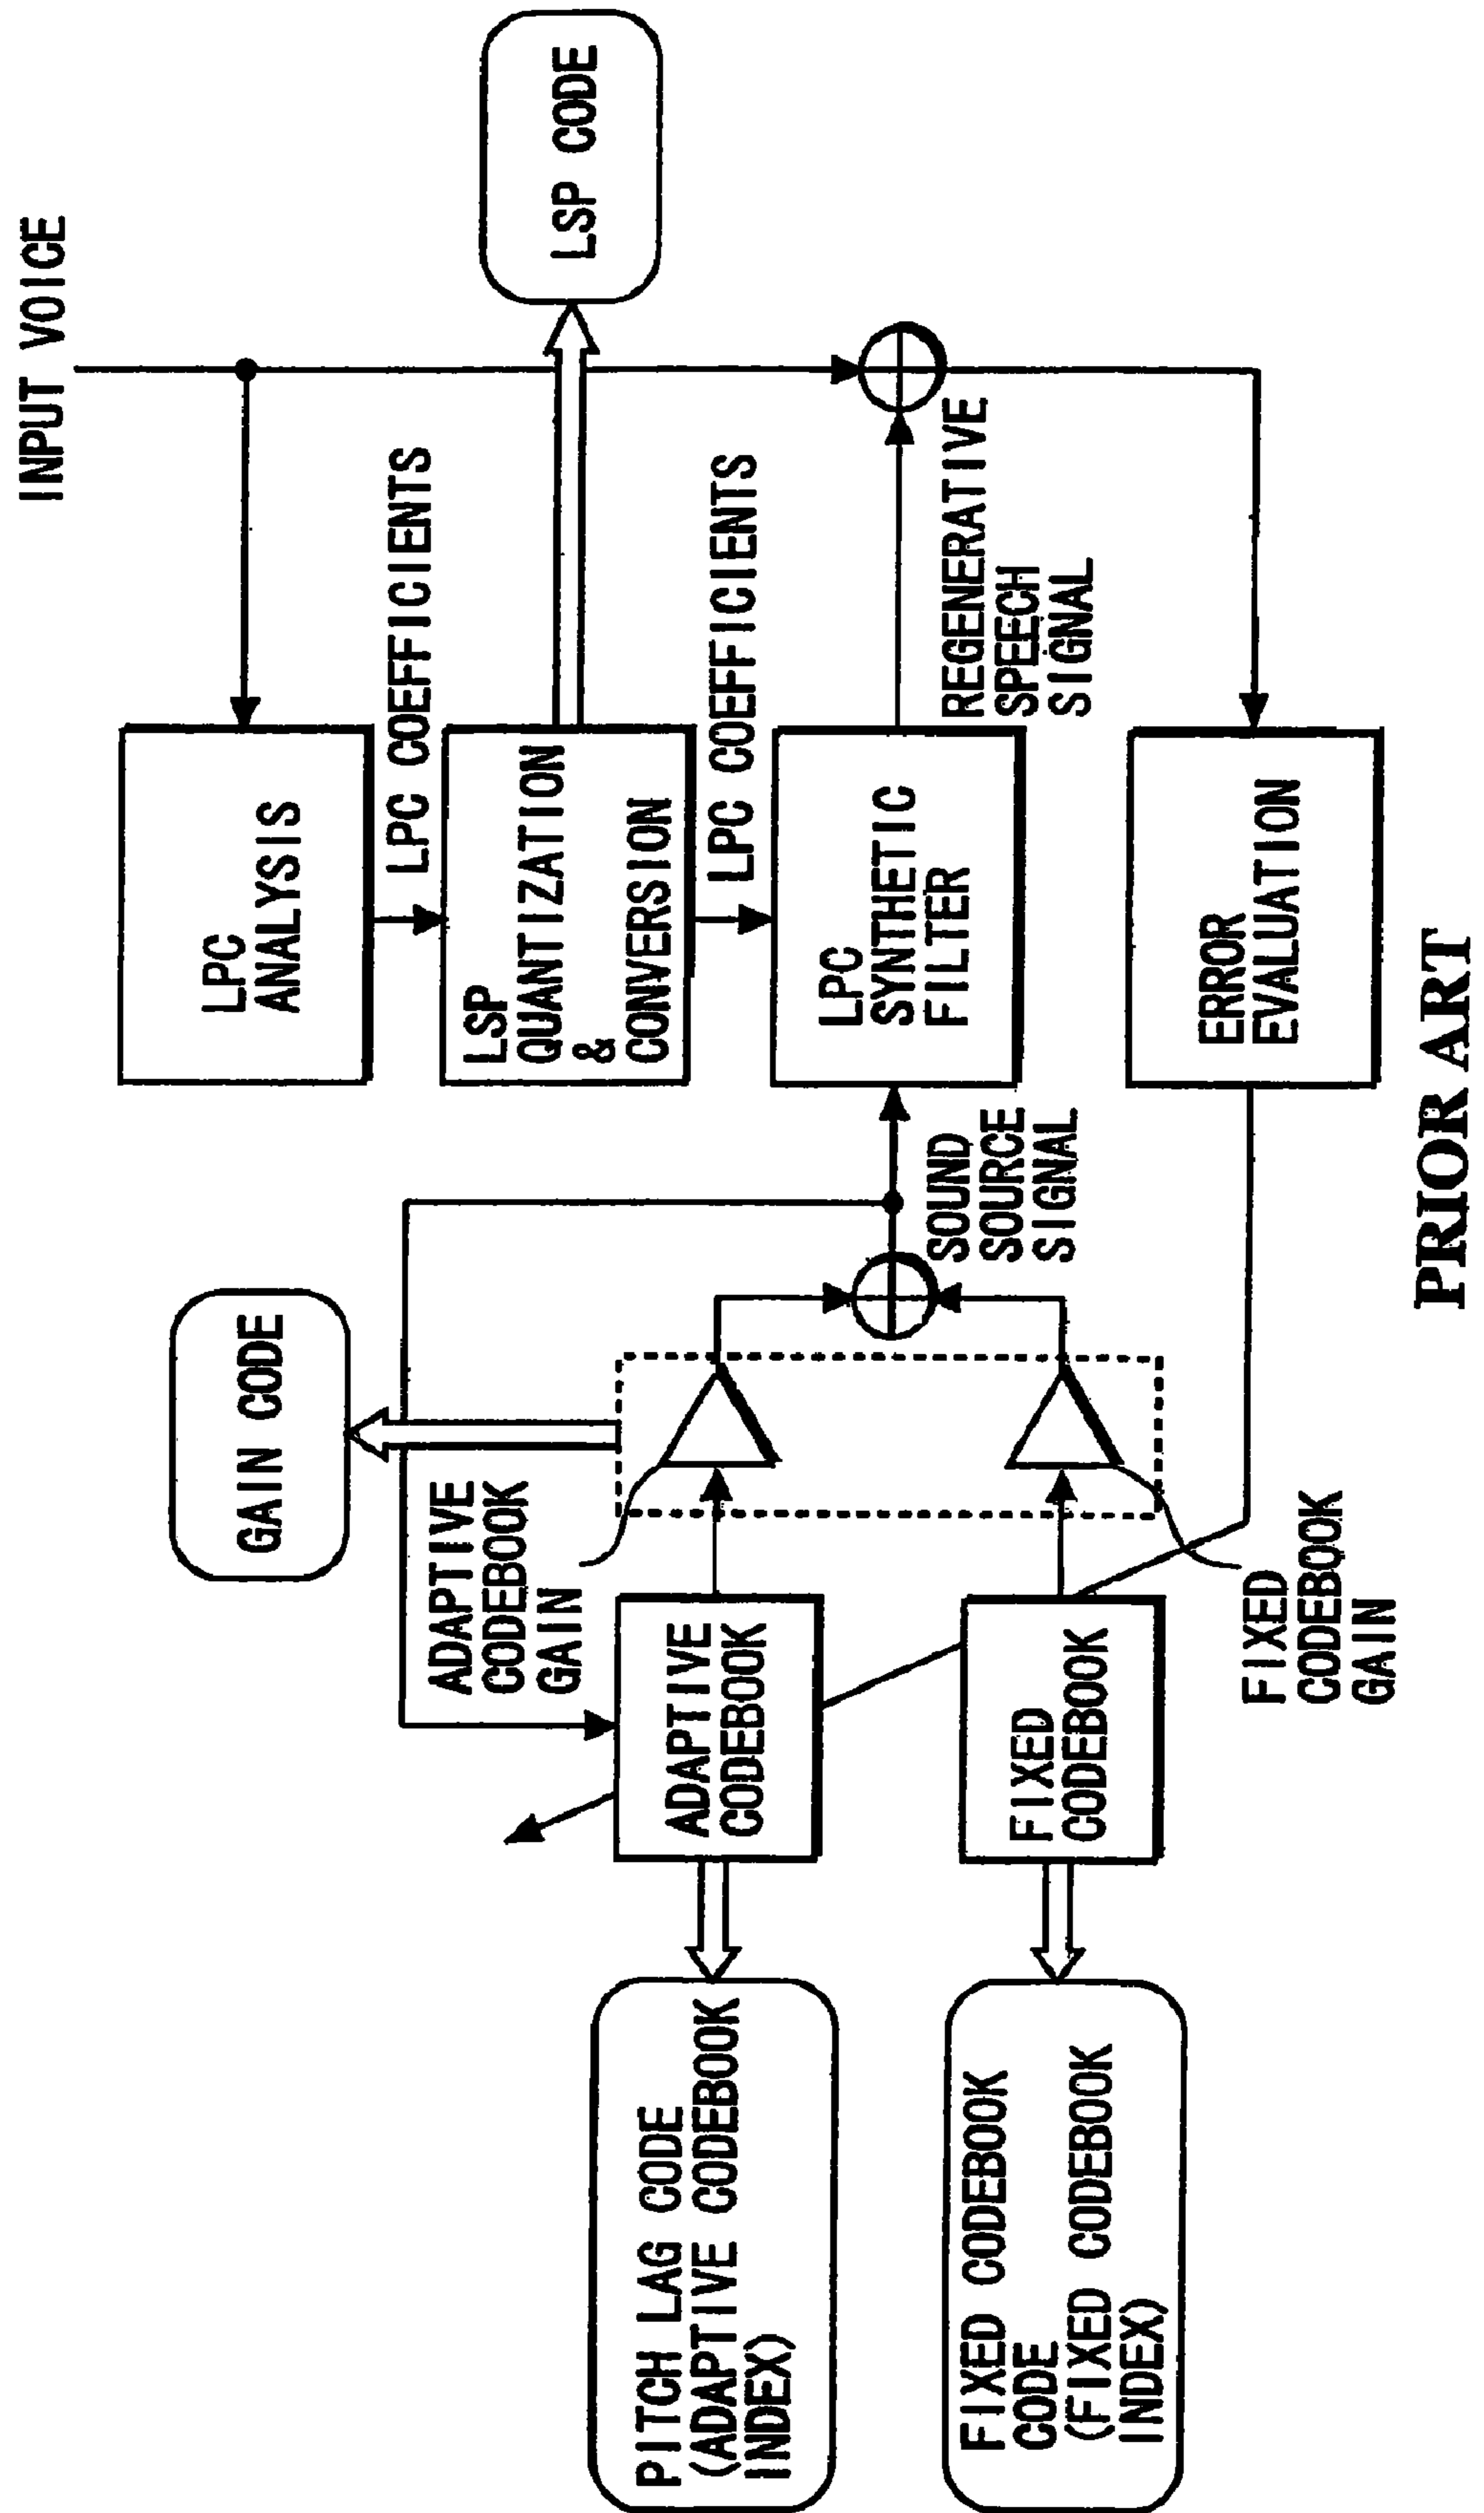 INPUT VOICE
LSP CODE
LPC
ANALYSIS
LPC COEFFICIENTS
LSP
QUANTIZATION
&
CONVERSION
LPC COEFFICIENTS
LPC
SYNTHETIC
FILTER
REGENERATIVE
SPEECH
SIGNAL
ERROR
EVALUATION
SOUND
SOURCE
SIGNAL
GAIN CODE
ADAPTIVE
CODEBOOK
GAIN
ADAPTIVE
CODEBOOK
FIXED
CODEBOOK
FIXED
CODEBOOK
GAIN
PITCH LAG CODE
(ADAPTIVE CODEBOOK
INDEX)
FIXED CODEBOOK
CODE
(FIXED CODEBOOK
INDEX)
PRIOR ART